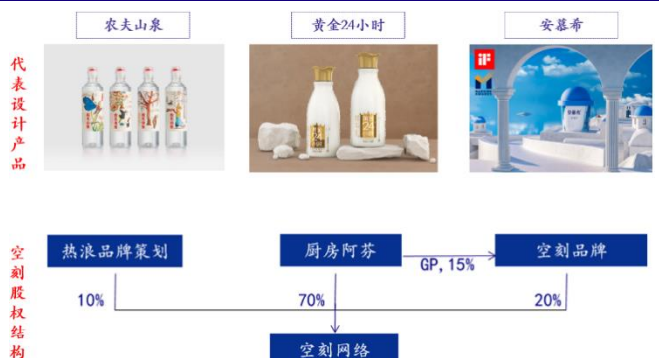 农夫山泉
黄金24小时
安慕希
代表设计产品
iF
热浪品牌策划
厨房阿芬
GP,15%
空刻品牌
10%
70%
20%
空刻网络
空刻股权结构